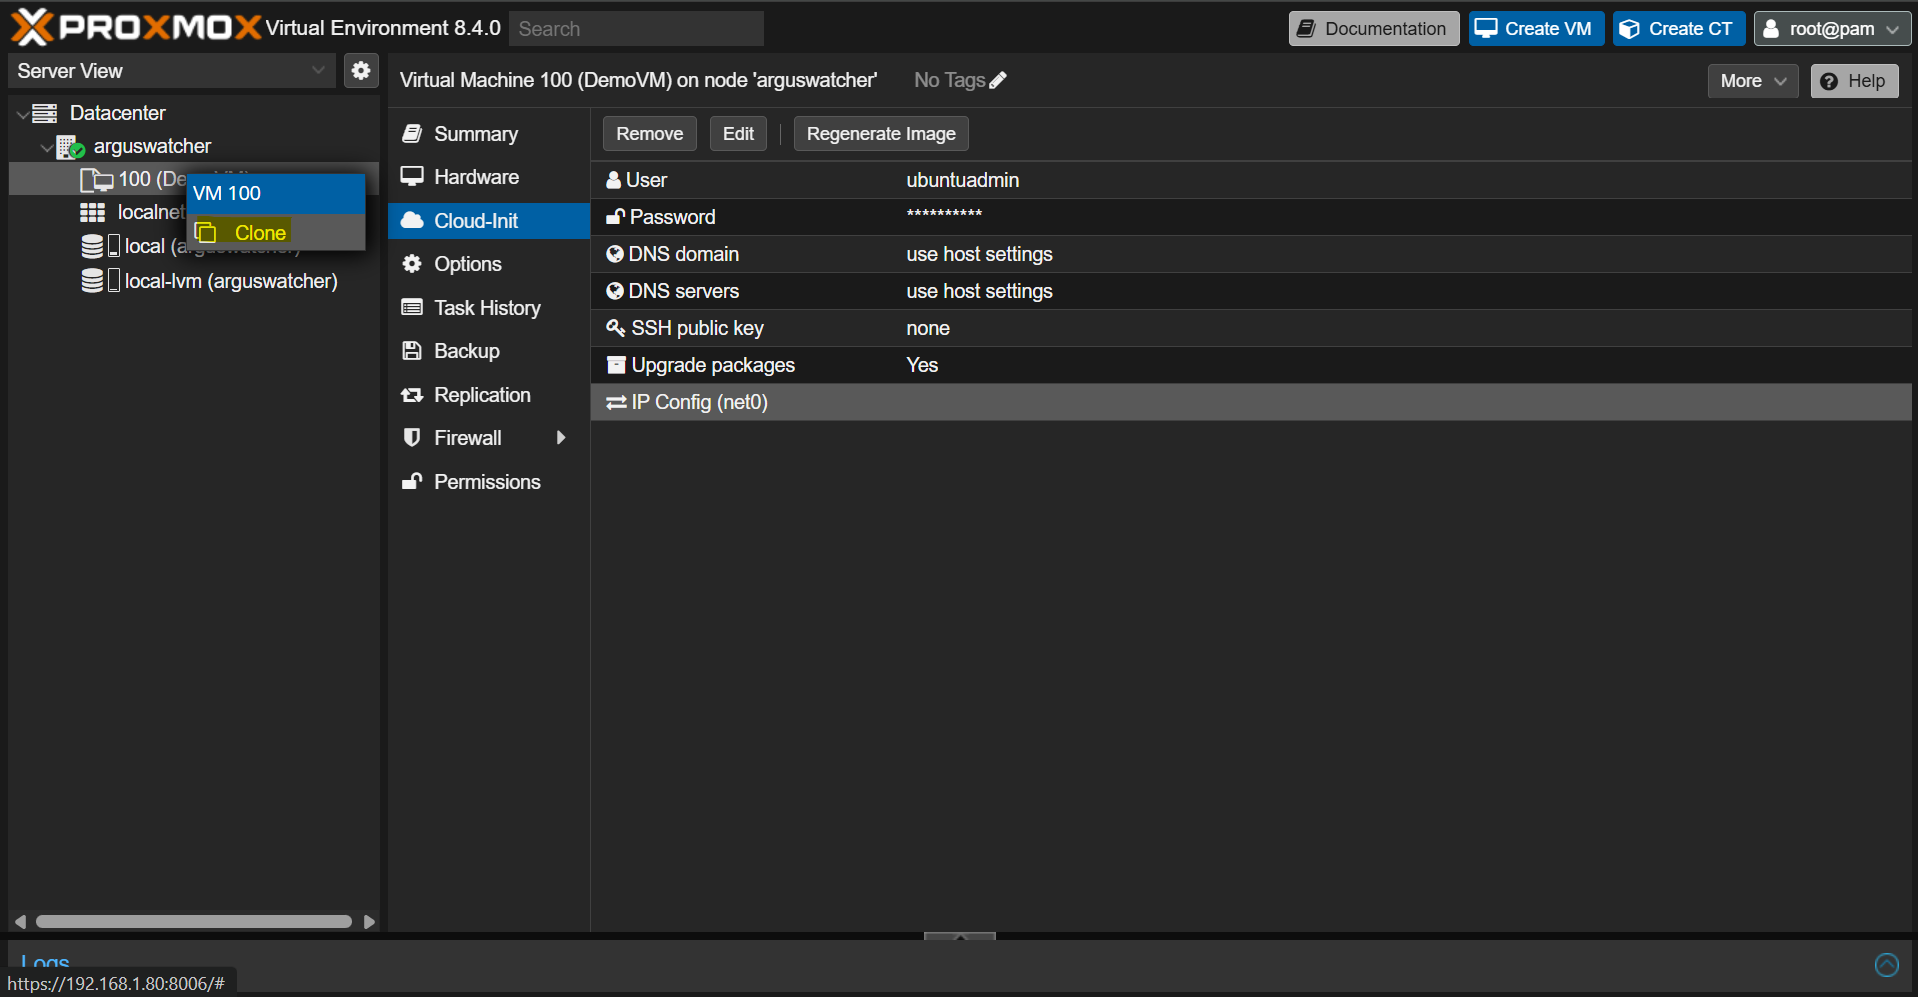 PROXMOX Virtual Environment 8.4.0 Search Documentation Create VM Create CT root@pam
Server View
Virtual Machine 100 (DemoVM) on node 'arguswatcher' No Tags More Help
Datacenter
arguswatcher
100 (De
VM 100
Clone
localnet
local (
local-lvm (arguswatcher)
Summary
Hardware
Cloud-Init
Options
Task History
Backup
Replication
Firewall
Permissions
Remove Edit Regenerate Image
User ubuntuadmin
Password **********
DNS domain use host settings
DNS servers use host settings
SSH public key none
Upgrade packages Yes
IP Config (net0)
Logs
https://192.168.1.80:8006/#